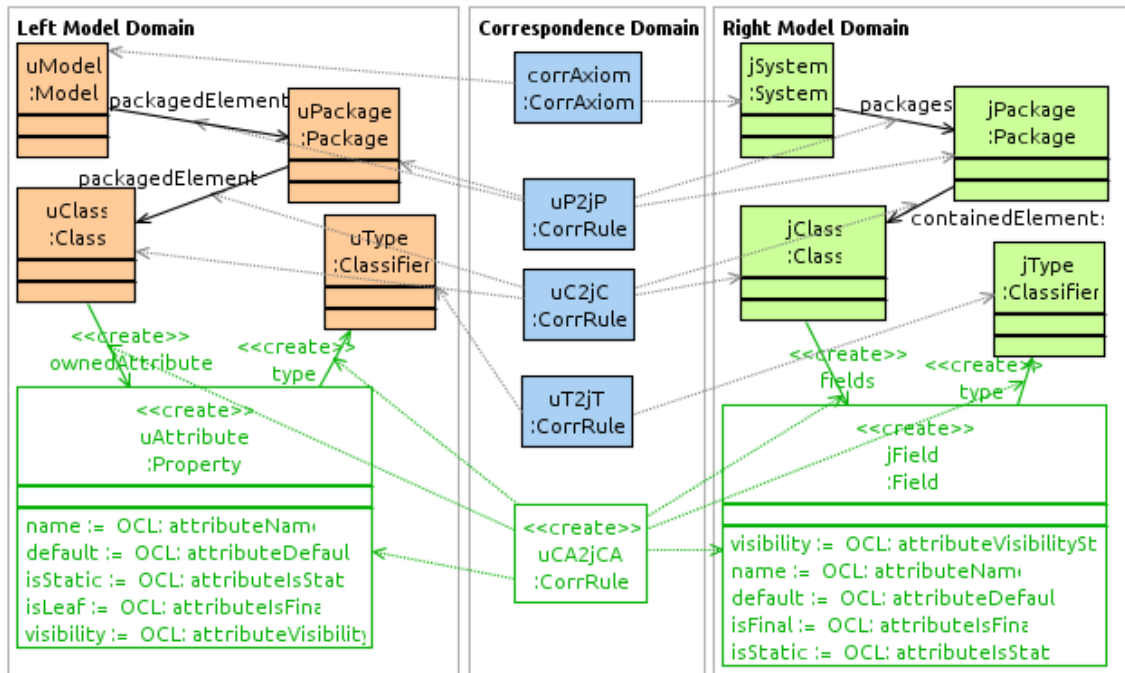 Left Model Domain
uModel
:Model
packagedElement
uPackage
:Package
packagedElement
uClass
:Class
uType
:Classifier
<<create>>
ownedAttribute
<<create>>
type
<<create>>
uAttribute
:Property
name := OCL: attributeName
default := OCL: attributeDefaul
isStatic := OCL: attributeIsStat
isLeaf := OCL: attributeIsFina
visibility := OCL: attributeVisibility
Correspondence Domain
corrAxiom
:CorrAxiom
uP2jP
:CorrRule
uC2jC
:CorrRule
uT2jT
:CorrRule
<<create>>
uCA2jCA
:CorrRule
Right Model Domain
jSystem
:System
packages
jPackage
:Package
containedElements
jClass
:Class
jType
:Classifier
<<create>>
fields
<<create>>
type
<<create>>
jField
:Field
visibility := OCL: attributeVisibilitySt
name := OCL: attributeName
default := OCL: attributeDefaul
isFinal := OCL: attributeIsFina
isStatic := OCL: attributeIsStat